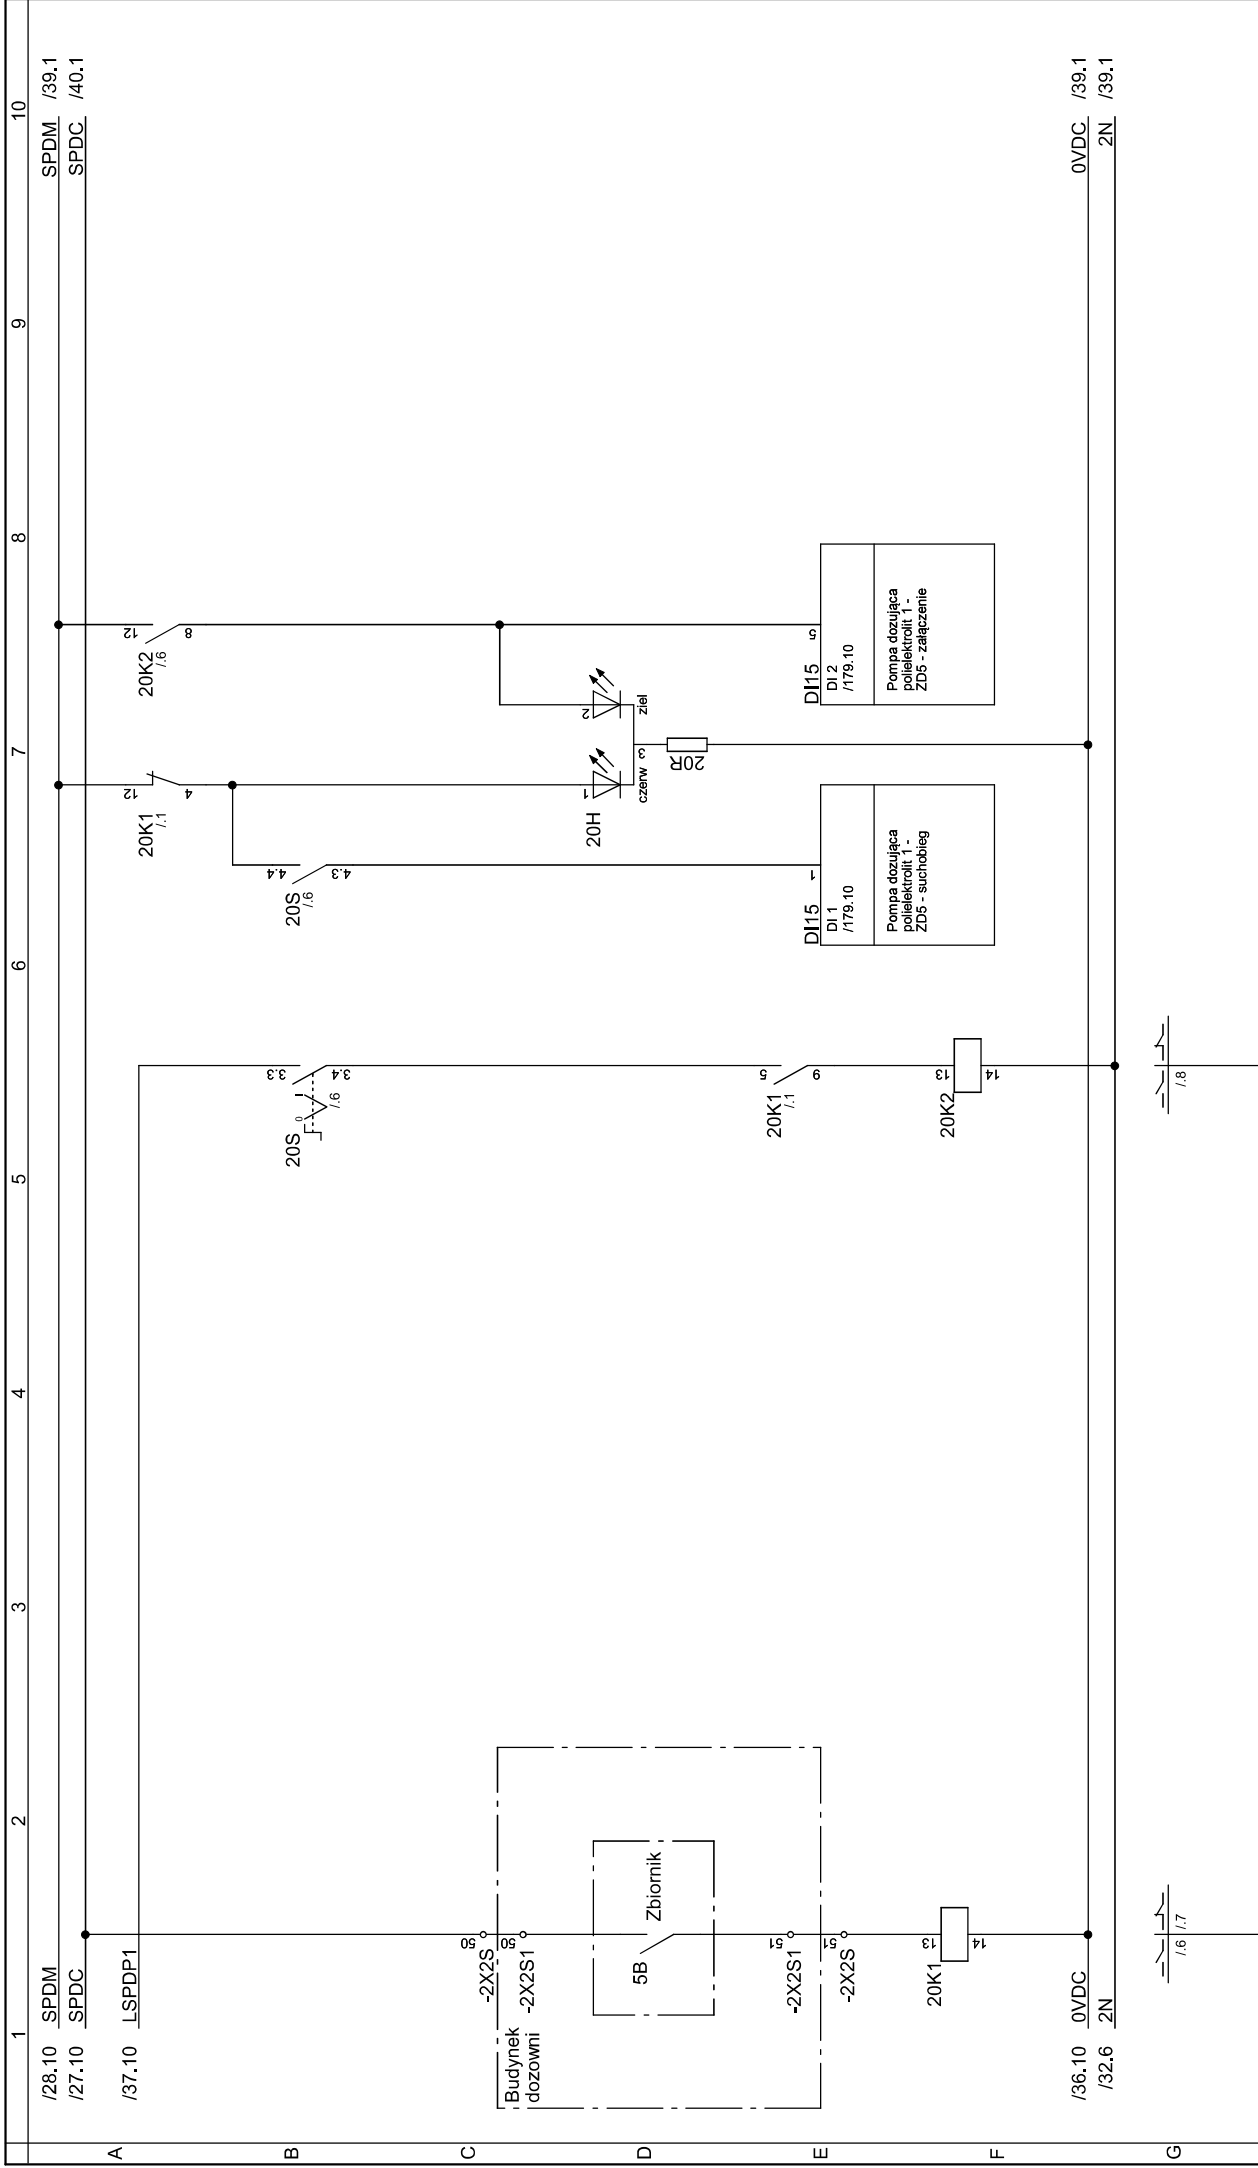 1
2
3
4
5
6
7
8
9
10
A
B
C
D
E
F
G
/28.10 SPDM
/27.10 SPDC
/37.10 LSPDP1
SPDM /39.1
SPDC /40.1
50
-2X2S
50
-2X2S1
Budynek
dozowni
Zbiornik
5B
51
-2X2S1
51
-2X2S
13
20K1
14
/.6 /.7
3.3
20S
0 I
/.6
3.4
5
20K1
/.1
9
13
20K2
14
/.8
12
20K1
/.1
4
4.4
20S
/.6
4.3
1
20H
czerw
3
2
ziel
20R
1
DI15
DI 1
/179.10
Pompa dozująca
polielektrolit 1 -
ZD5 - suchobieg
12
20K2
/.6
8
5
DI15
DI 2
/179.10
Pompa dozująca
polielektrolit 1 -
ZD5 - załączenie
/36.10 0VDC
/32.6 2N
0VDC /39.1
2N /39.1